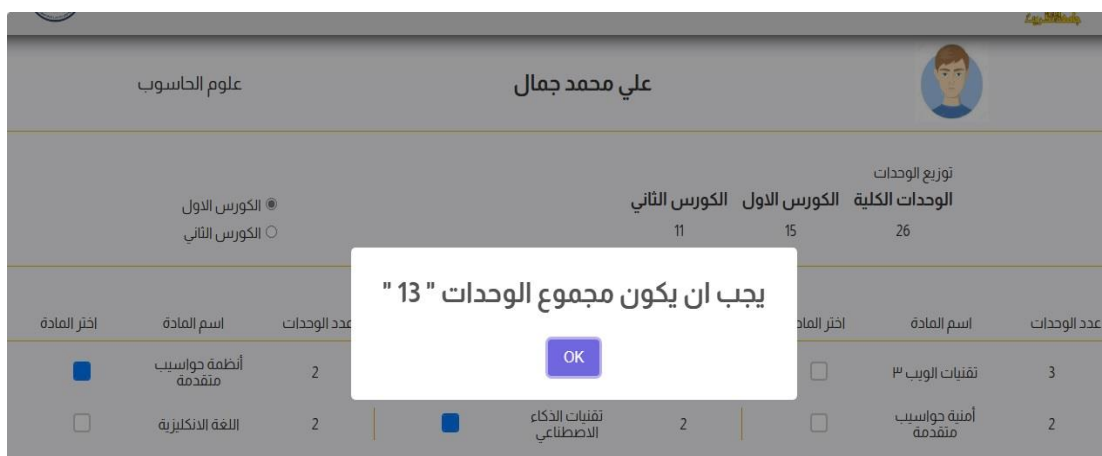 علي محمد جمال
علوم الحاسوب
توزيع الوحدات
الوحدات الكلية الكورس الاول الكورس الثاني
26 15 11
الكورس الاول
الكورس الثاني
يجب ان يكون مجموع الوحدات " 13 "
OK
عدد الوحدات اسم المادة اختر المادة
3 تقنيات الويب ٣
2 أمنية حواسيب متقدمة
2 تقنيات الذكاء الاصطناعي
عدد الوحدات اسم المادة اختر المادة
2 أنظمة حواسيب متقدمة
2 اللغة الانكليزية